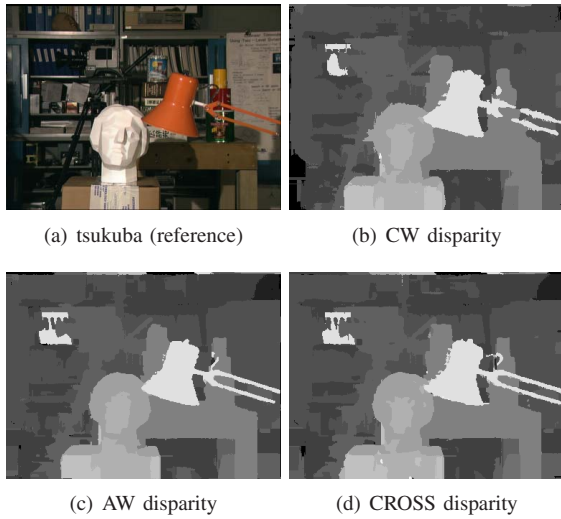 (a) tsukuba (reference)
(b) CW disparity
(c) AW disparity
(d) CROSS disparity